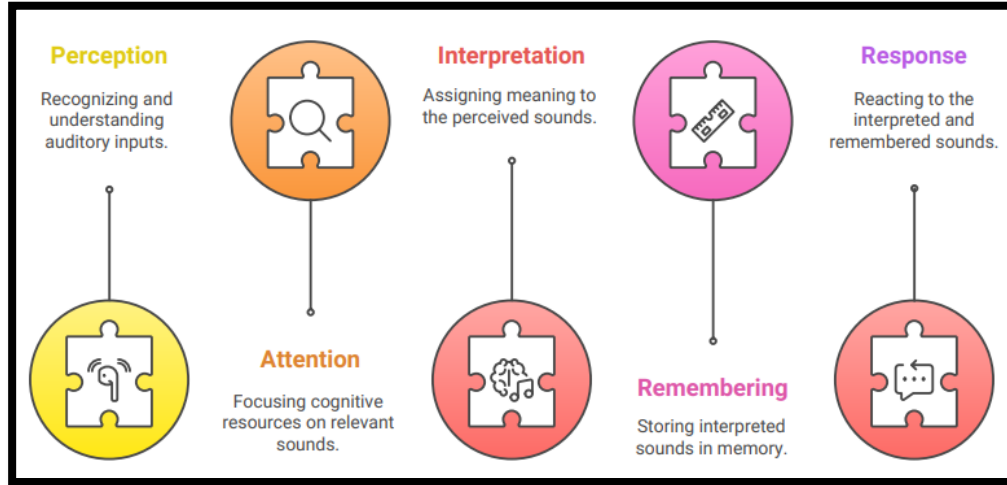 Perception
Recognizing and
understanding
auditory inputs.
Attention
Focusing cognitive
resources on relevant
sounds.
Interpretation
Assigning meaning to
the perceived sounds.
Remembering
Storing interpreted
sounds in memory.
Response
Reacting to the
interpreted and
remembered sounds.